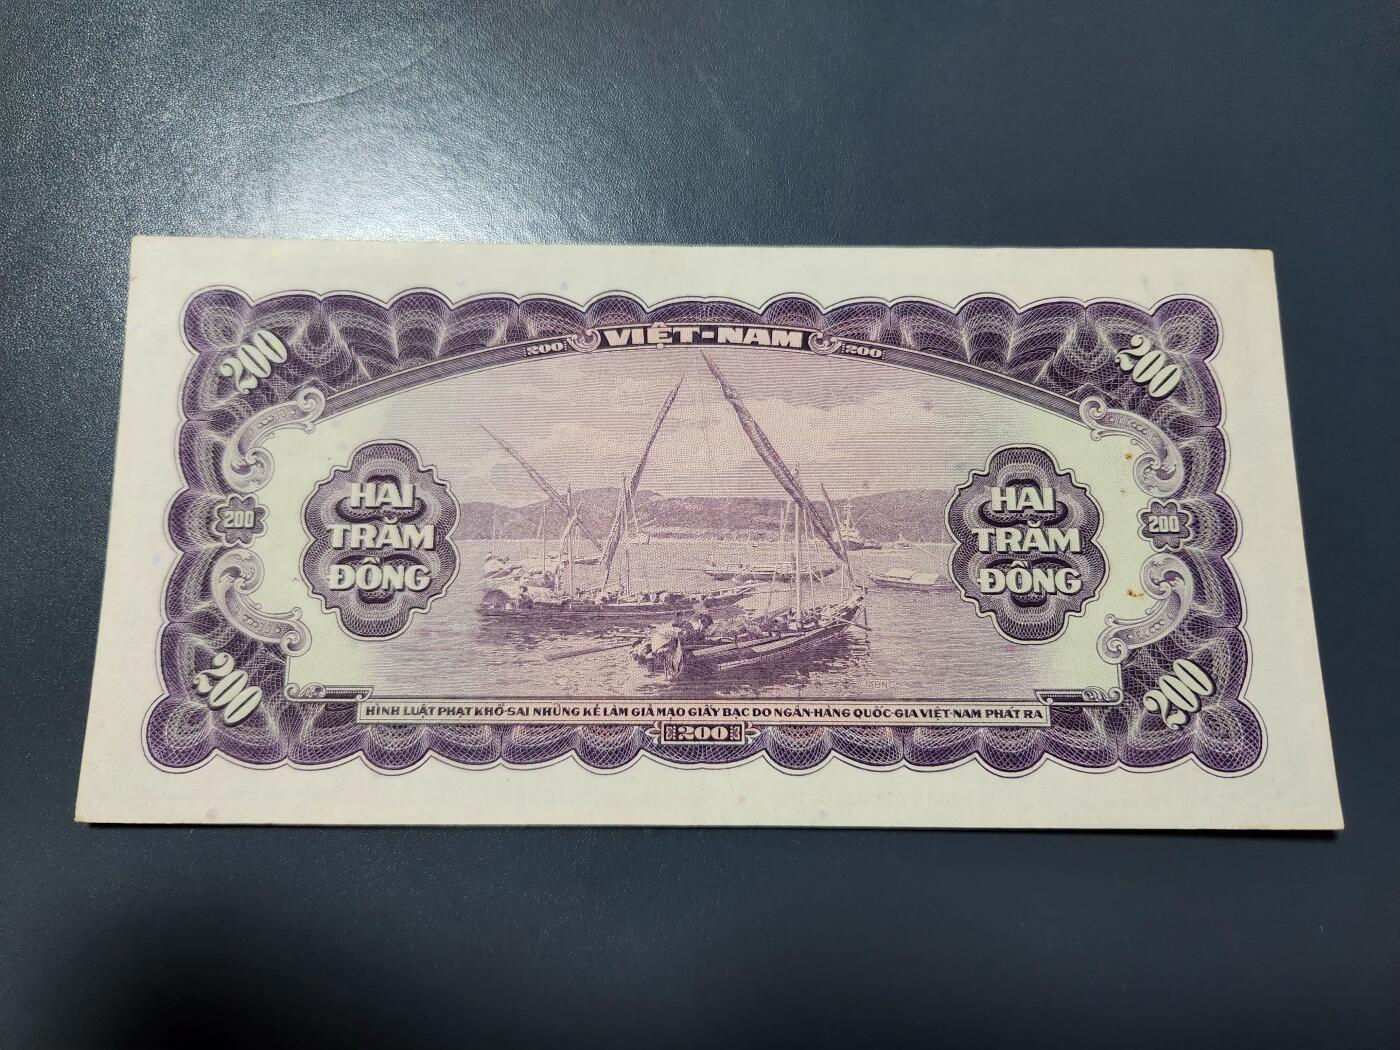 200 VIỆT-NAM 200
200
200
HAI
TRĂM
ĐỒNG
HAI
TRĂM
ĐỒNG
200
200
200
200
HÌNH LUẬT PHẠT KHỔ-SAI NHỮNG KẺ LÀM GIẢ MẠO GIẤY BẠC DO NGÂN-HÀNG QUỐC-GIA VIỆT-NAM PHÁT RA
200